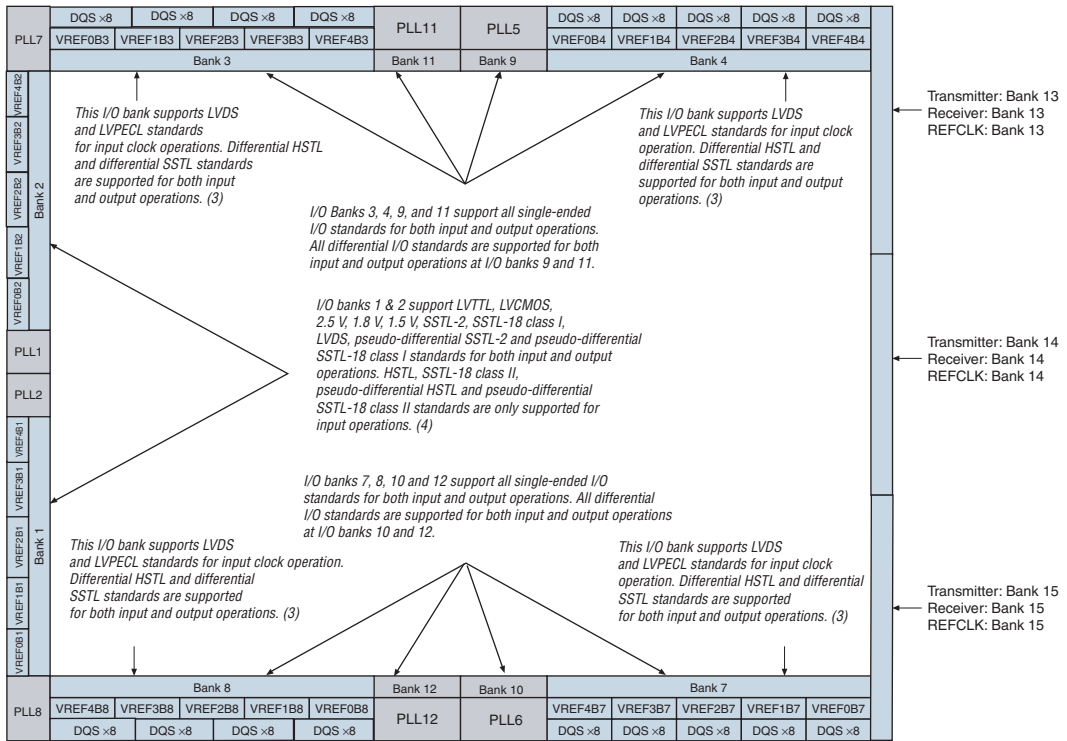 PLL7
DQS ×8 DQS ×8 DQS ×8 DQS ×8
VREF0B3 VREF1B3 VREF2B3 VREF3B3 VREF4B3
Bank 3
PLL11
Bank 11
PLL5
Bank 9
DQS ×8 DQS ×8 DQS ×8 DQS ×8 DQS ×8
VREF0B4 VREF1B4 VREF2B4 VREF3B4 VREF4B4
Bank 4
VREF4B2
VREF3B2
VREF2B2
VREF1B2
VREF0B2
Bank 2
This I/O bank supports LVDS
and LVPECL standards
for input clock operations. Differential HSTL
and differential SSTL standards
are supported for both input
and output operations. (3)
This I/O bank supports LVDS
and LVPECL standards for input clock
operation. Differential HSTL and
differential SSTL standards are
supported for both input and output
operations. (3)
Transmitter: Bank 13
Receiver: Bank 13
REFCLK: Bank 13
I/O Banks 3, 4, 9, and 11 support all single-ended
I/O standards for both input and output operations.
All differential I/O standards are supported for both
input and output operations at I/O banks 9 and 11.
I/O banks 1 & 2 support LVTTL, LVCMOS,
2.5 V, 1.8 V, 1.5 V, SSTL-2, SSTL-18 class I,
LVDS, pseudo-differential SSTL-2 and pseudo-differential
SSTL-18 class I standards for both input and output
operations. HSTL, SSTL-18 class II,
pseudo-differential HSTL and pseudo-differential
SSTL-18 class II standards are only supported for
input operations. (4)
PLL1
PLL2
Transmitter: Bank 14
Receiver: Bank 14
REFCLK: Bank 14
VREF4B1
VREF3B1
VREF2B1
VREF1B1
VREF0B1
Bank 1
I/O banks 7, 8, 10 and 12 support all single-ended I/O
standards for both input and output operations. All differential
I/O standards are supported for both input and output operations
at I/O banks 10 and 12.
This I/O bank supports LVDS
and LVPECL standards for input clock operation.
Differential HSTL and differential
SSTL standards are supported
for both input and output operations. (3)
This I/O bank supports LVDS
and LVPECL standards for input clock
operation. Differential HSTL and differential
SSTL standards are supported
for both input and output operations. (3)
Transmitter: Bank 15
Receiver: Bank 15
REFCLK: Bank 15
PLL8
Bank 8
VREF4B8 VREF3B8 VREF2B8 VREF1B8 VREF0B8
DQS ×8 DQS ×8 DQS ×8 DQS ×8
Bank 12
PLL12
Bank 10
PLL6
Bank 7
VREF4B7 VREF3B7 VREF2B7 VREF1B7 VREF0B7
DQS ×8 DQS ×8 DQS ×8 DQS ×8 DQS ×8